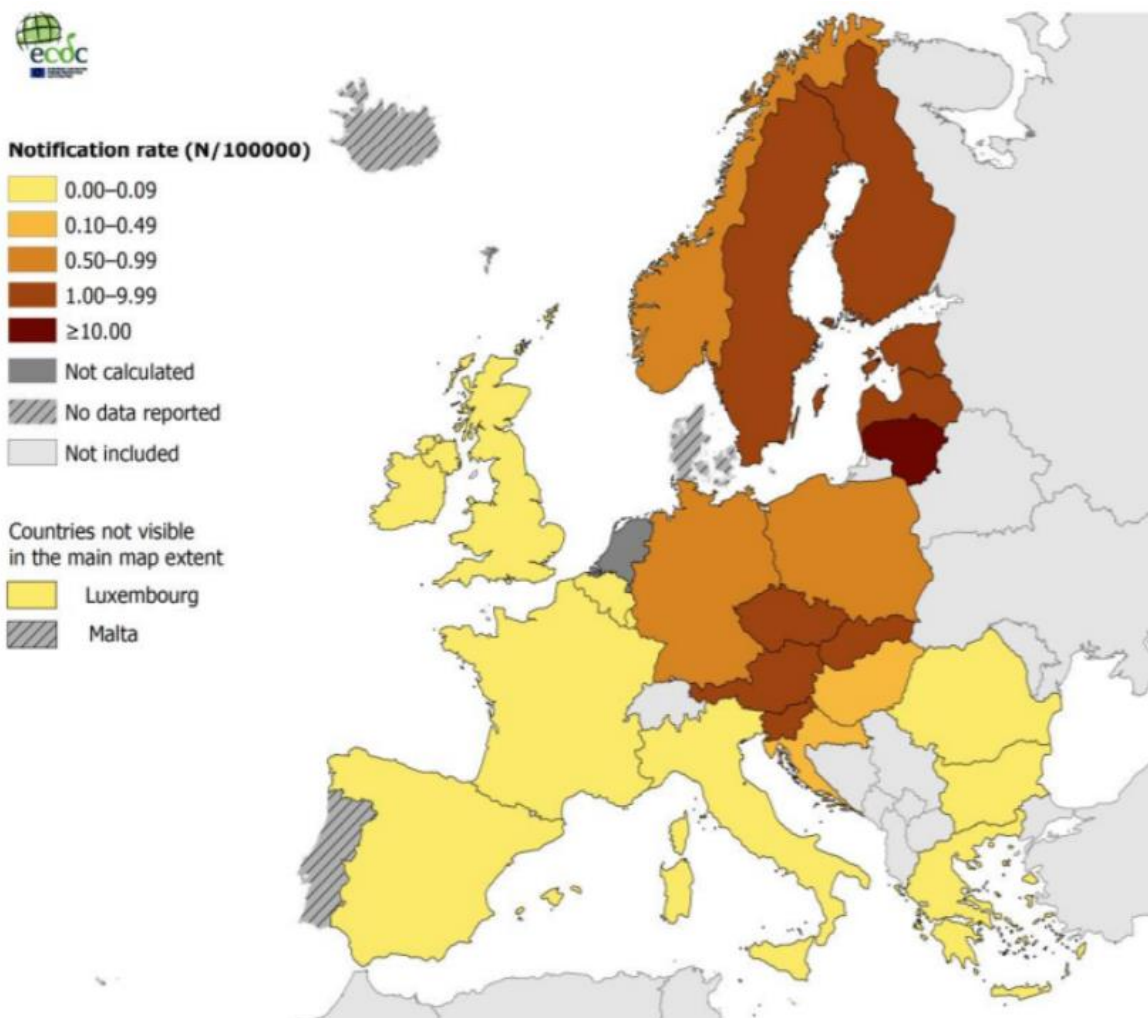 ecdc
Notification rate (N/100000)
0.00–0.09
0.10–0.49
0.50–0.99
1.00–9.99
≥10.00
Not calculated
No data reported
Not included
Countries not visible
in the main map extent
Luxembourg
Malta